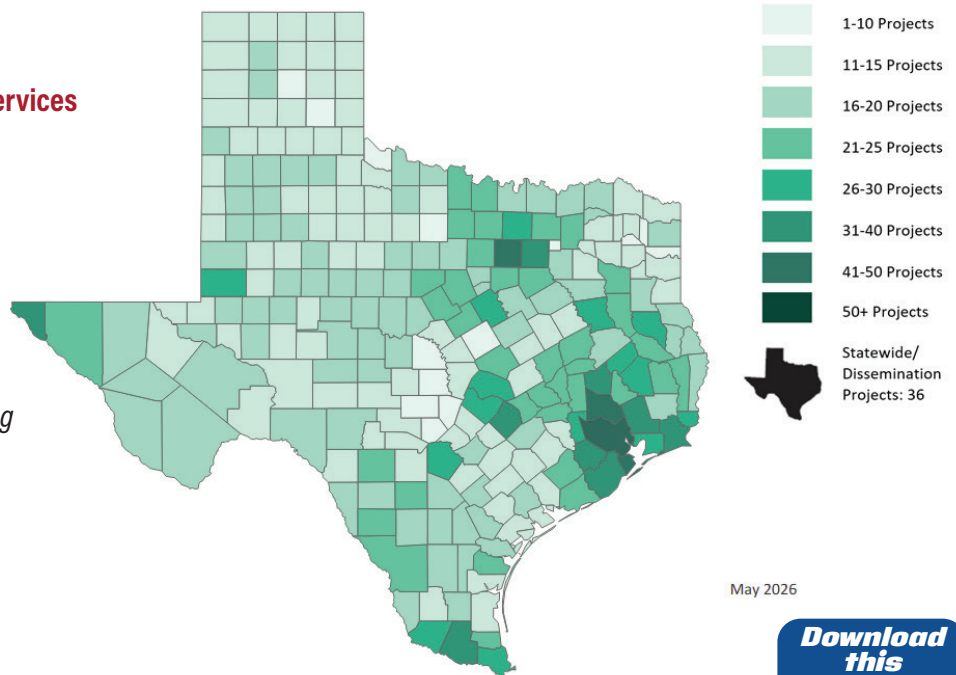 ervices
g
1-10 Projects
11-15 Projects
16-20 Projects
21-25 Projects
26-30 Projects
31-40 Projects
41-50 Projects
50+ Projects
Statewide/
Dissemination
Projects: 36
May 2026
Download
this